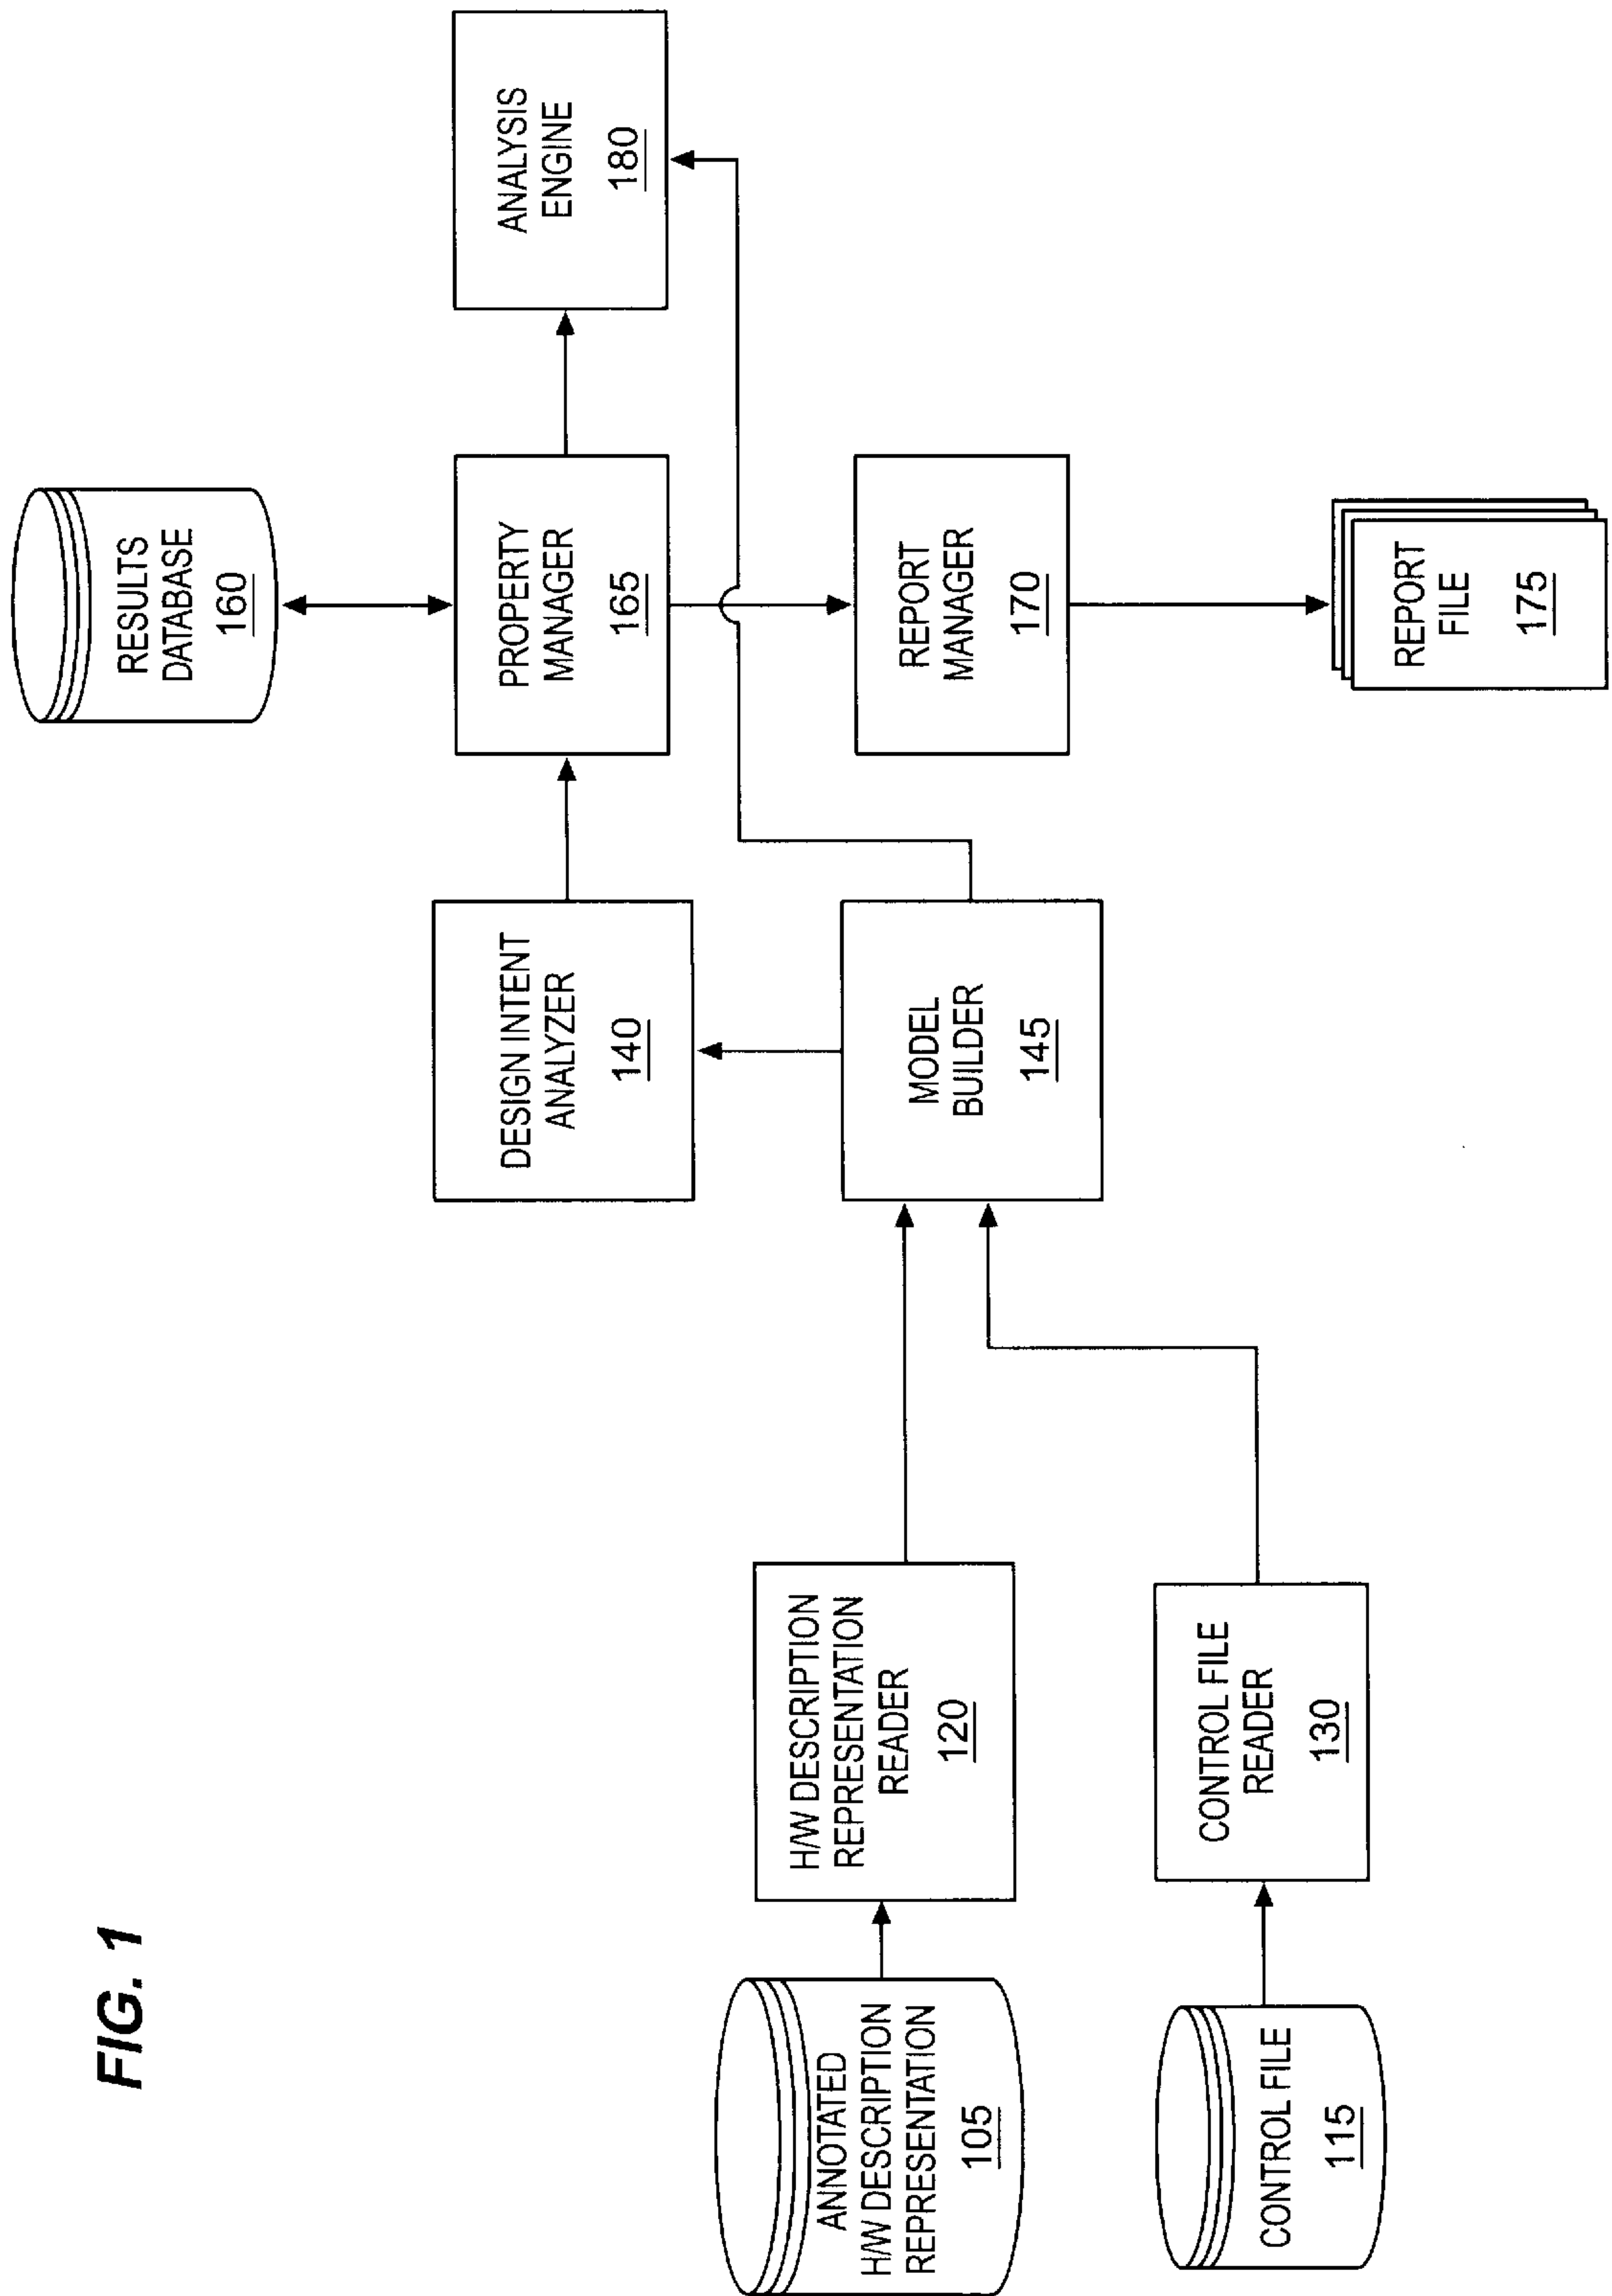 FIG. 1
ANNOTATED
H/W DESCRIPTION
REPRESENTATION
105
CONTROL FILE
115
H/W DESCRIPTION
REPRESENTATION
READER
120
CONTROL FILE
READER
130
DESIGN INTENT
ANALYZER
140
MODEL
BUILDER
145
RESULTS
DATABASE
160
PROPERTY
MANAGER
165
REPORT
MANAGER
170
REPORT
FILE
175
ANALYSIS
ENGINE
180